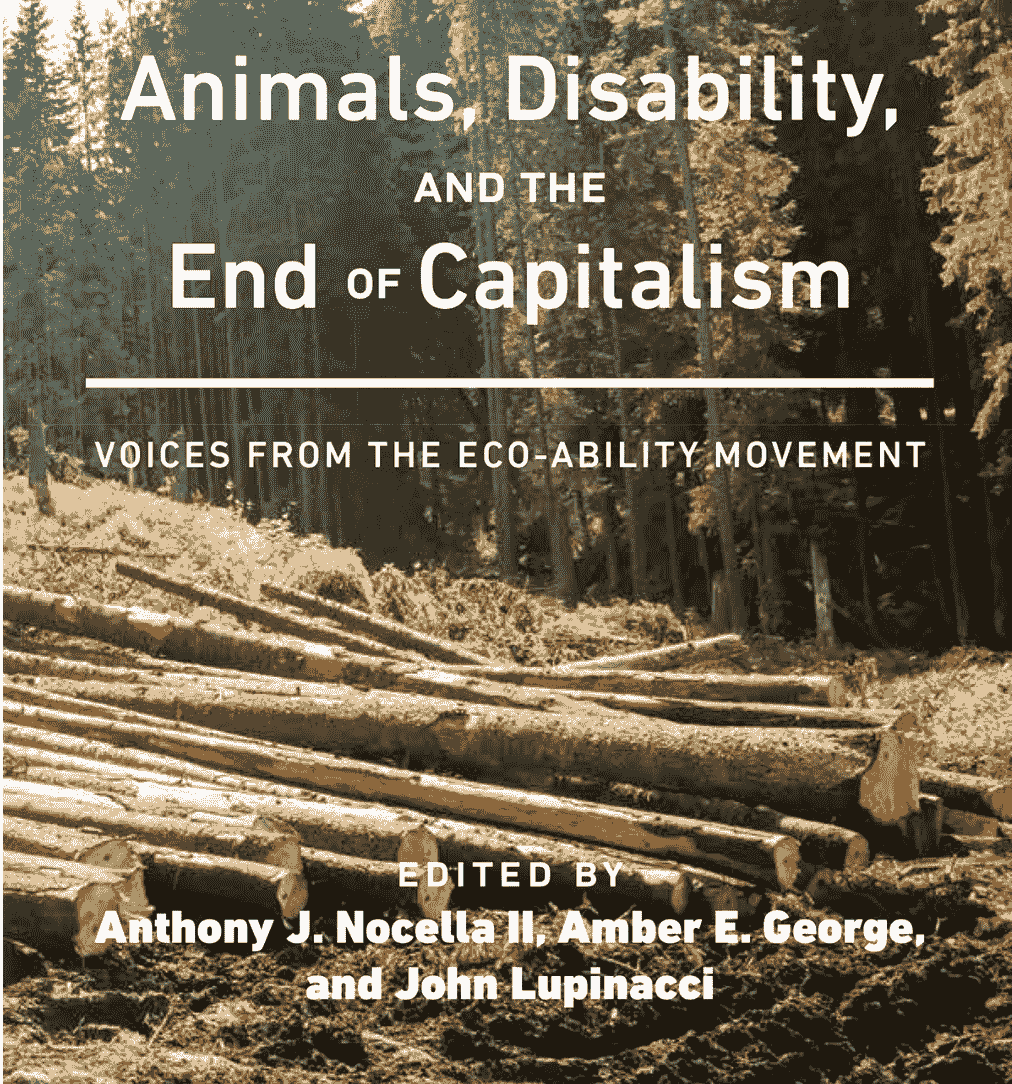 Animals, Disability,
AND THE
End OF Capitalism
VOICES FROM THE ECO-ABILITY MOVEMENT
EDITED BY
Anthony J. Nocella II, Amber E. George,
and John Lupinacci